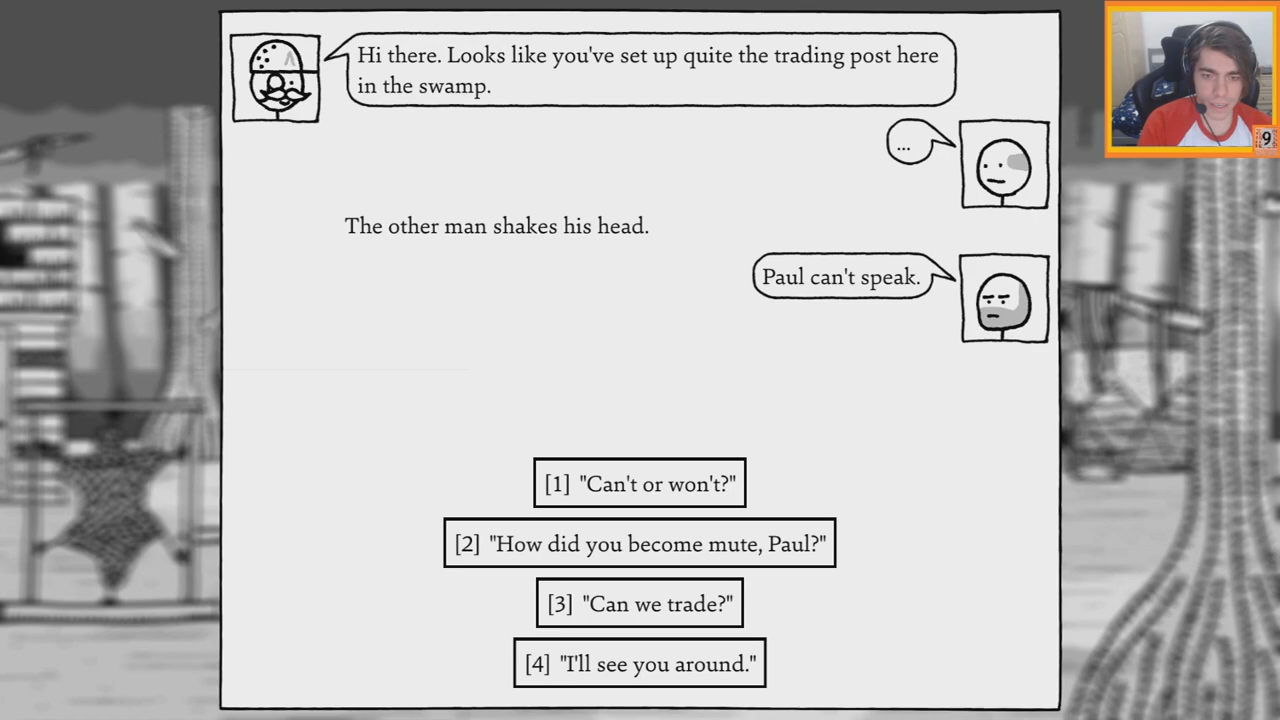 Hi there. Looks like you've set up quite the trading post here
in the swamp.
...
The other man shakes his head.
Paul can't speak.
[1] "Can't or won't?"
[2] "How did you become mute, Paul?"
[3] "Can we trade?"
[4] "I'll see you around."
9